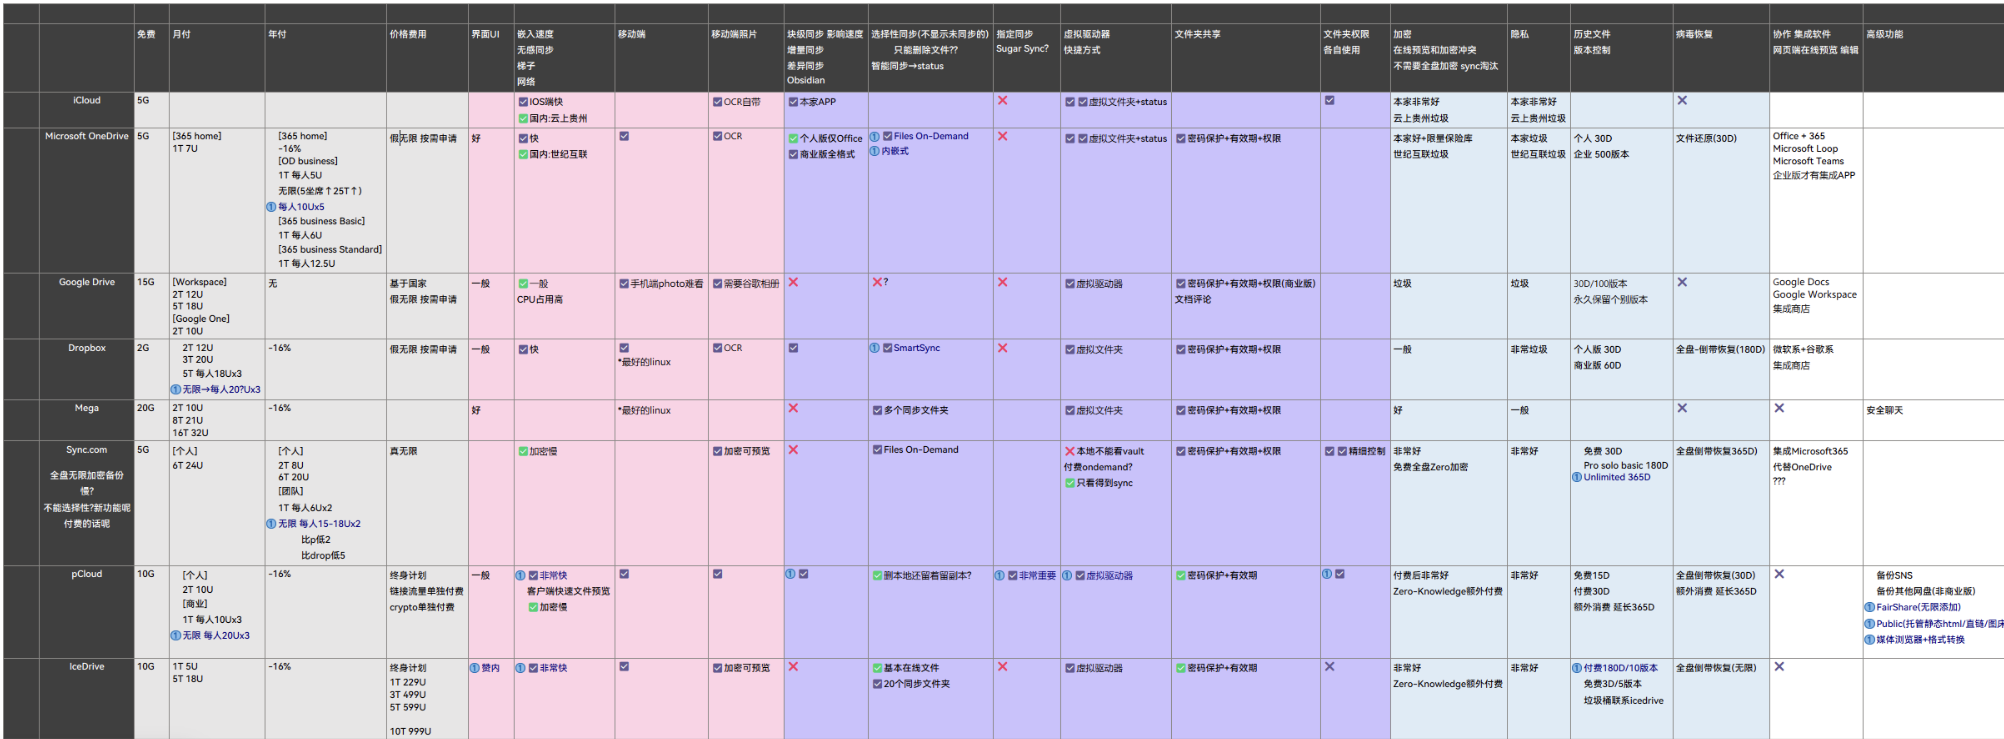 免费
月付
年付
价格费用
界面UI
嵌入速度
无感同步
梯子
网络
移动端
移动端照片
块级同步 影响速度
增量同步
差异同步
Obsidian
选择性同步(不显示未同步的)
只能删除文件??
智能同步→status
指定同步
Sugar Sync?
虚拟驱动器
快捷方式
文件夹共享
文件夹权限
各自使用
加密
在线预览和加密冲突
不需要全盘加密 sync淘汰
隐私
历史文件
版本控制
病毒恢复
协作 集成软件
网页端在线预览 编辑
高级功能
iCloud
5G
IOS端快
国内:云上贵州
OCR自带
本家APP
虚拟文件夹+status
本家非常好
云上贵州垃圾
本家非常好
云上贵州垃圾
Microsoft OneDrive
5G
[365 home]
1T 7U
[365 home]
-16%
[OD business]
1T 每人5U
无限(5坐席↑25T↑)
① 每人10Ux5
[365 business Basic]
1T 每人6U
[365 business Standard]
1T 每人12.5U
假无限 按需申请
好
快
国内:世纪互联
OCR
个人版仅Office
商业版全格式
① Files On-Demand
① 内嵌式
虚拟文件夹+status
密码保护+有效期+权限
本家好+限量保险库
世纪互联垃圾
本家垃圾
世纪互联垃圾
个人 30D
企业 500版本
文件还原(30D)
Office + 365
Microsoft Loop
Microsoft Teams
企业版才有集成APP
Google Drive
15G
[Workspace]
2T 12U
5T 18U
[Google One]
2T 10U
无
基于国家
假无限 按需申请
一般
一般
CPU占用高
手机端photo难看
需要谷歌相册
?
虚拟驱动器
密码保护+有效期+权限(商业版)
文档评论
垃圾
垃圾
30D/100版本
永久保留个别版本
Google Docs
Google Workspace
集成商店
Dropbox
2G
2T 12U
3T 20U
5T 每人18Ux3
① 无限→每人20?Ux3
-16%
假无限 按需申请
一般
快
*最好的linux
OCR
① SmartSync
虚拟文件夹
密码保护+有效期+权限
一般
非常垃圾
个人版 30D
商业版 60D
全盘-倒带恢复(180D)
微软系+谷歌系
集成商店
Mega
20G
2T 10U
8T 21U
16T 32U
-16%
好
*最好的linux
多个同步文件夹
虚拟文件夹
密码保护+有效期+权限
好
一般
安全聊天
Sync.com
全盘无限加密备份
慢?
不能选择性?新功能呢
付费的话呢
5G
[个人]
6T 24U
[个人]
2T 8U
6T 20U
[团队]
1T 每人6Ux2
① 无限 每人15-18Ux2
比p低2
比drop低5
真无限
加密慢
加密可预览
Files On-Demand
本地不能看vault
付费ondemand?
只看得到sync
密码保护+有效期+权限
精细控制
非常好
免费全盘Zero加密
非常好
免费 30D
Pro solo basic 180D
① Unlimited 365D
全盘倒带恢复365D)
集成Microsoft365
代替OneDrive
???
pCloud
10G
[个人]
2T 10U
[商业]
1T 每人10Ux3
① 无限 每人20Ux3
-16%
终身计划
链接流量单独付费
crypto单独付费
一般
① 非常快
客户端快速文件预览
加密慢
①
删本地还留着留副本?
① 非常重要
① 虚拟驱动器
密码保护+有效期
①
付费后非常好
Zero-Knowledge额外付费
非常好
免费15D
付费30D
额外消费 延长365D
全盘倒带恢复(30D)
额外消费 延长365D
备份SNS
备份其他网盘(非商业版)
① FairShare(无限添加)
① Public(托管静态html/直链/图床
① 媒体浏览器+格式转换
IceDrive
10G
1T 5U
5T 18U
-16%
终身计划
1T 229U
3T 499U
5T 599U
10T 999U
① 赞内
① 非常快
加密可预览
基本在线文件
20个同步文件夹
虚拟驱动器
密码保护+有效期
非常好
Zero-Knowledge额外付费
非常好
① 付费180D/10版本
免费3D/5版本
垃圾桶联系icedrive
全盘倒带恢复(无限)